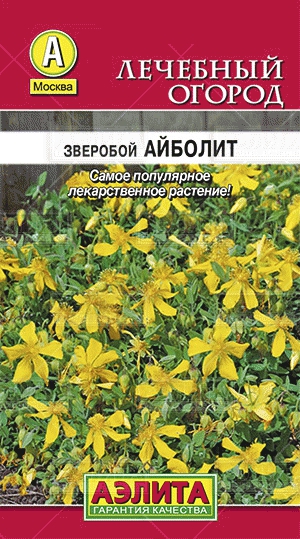 А
Москва
ЛЕЧЕБНЫЙ
ОГОРОД
ЗВЕРОБОЙ АЙБОЛИТ
Самое популярное
лекарственное растение!
АЭЛИТА
ГАРАНТИЯ КАЧЕСТВА